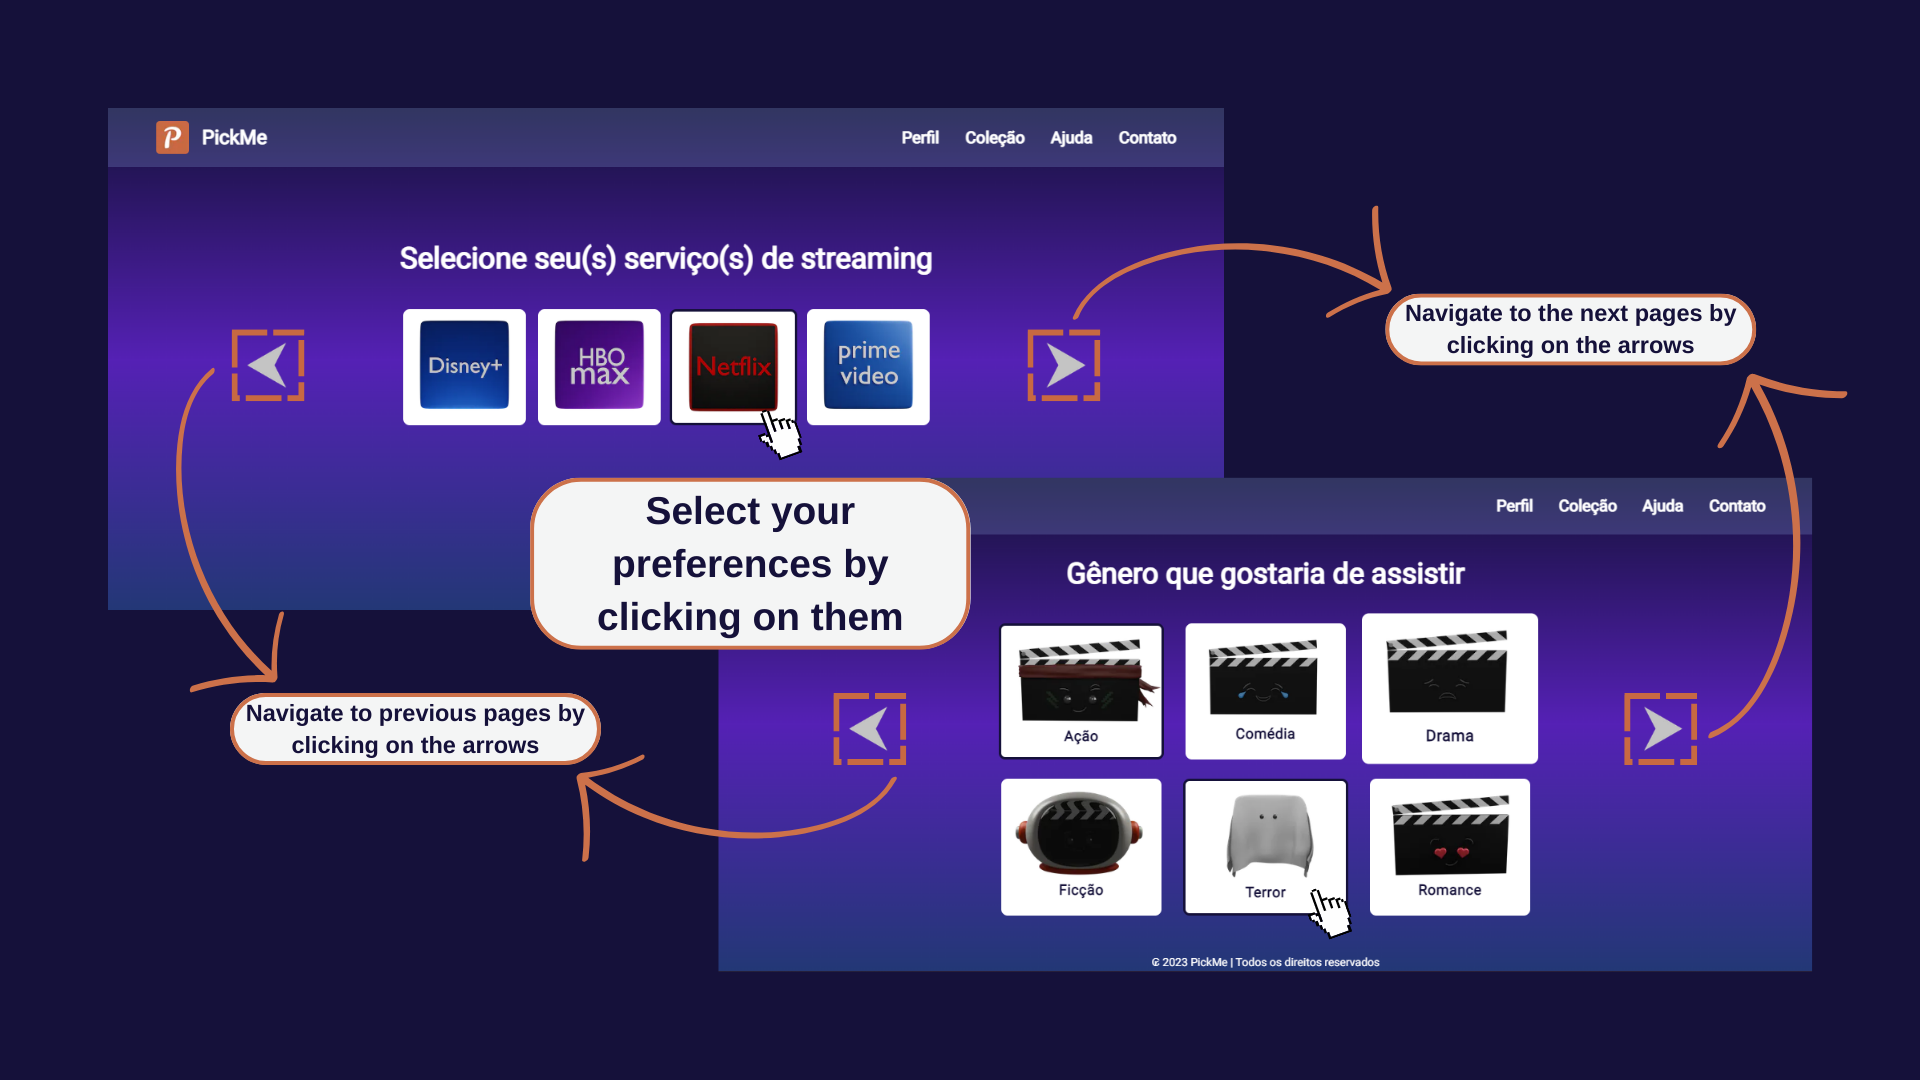 P
PickMe
Perfil Coleção Ajuda Contato
Selecione seu(s) serviço(s) de streaming
Disney+
HBO
max
Netflix
prime
video
Navigate to the next pages by
clicking on the arrows
Select your
preferences by
clicking on them
Perfil Coleção Ajuda Contato
Gênero que gostaria de assistir
Ação
Comédia
Drama
Navigate to previous pages by
clicking on the arrows
Ficção
Terror
Romance
© 2023 PickMe | Todos os direitos reservados